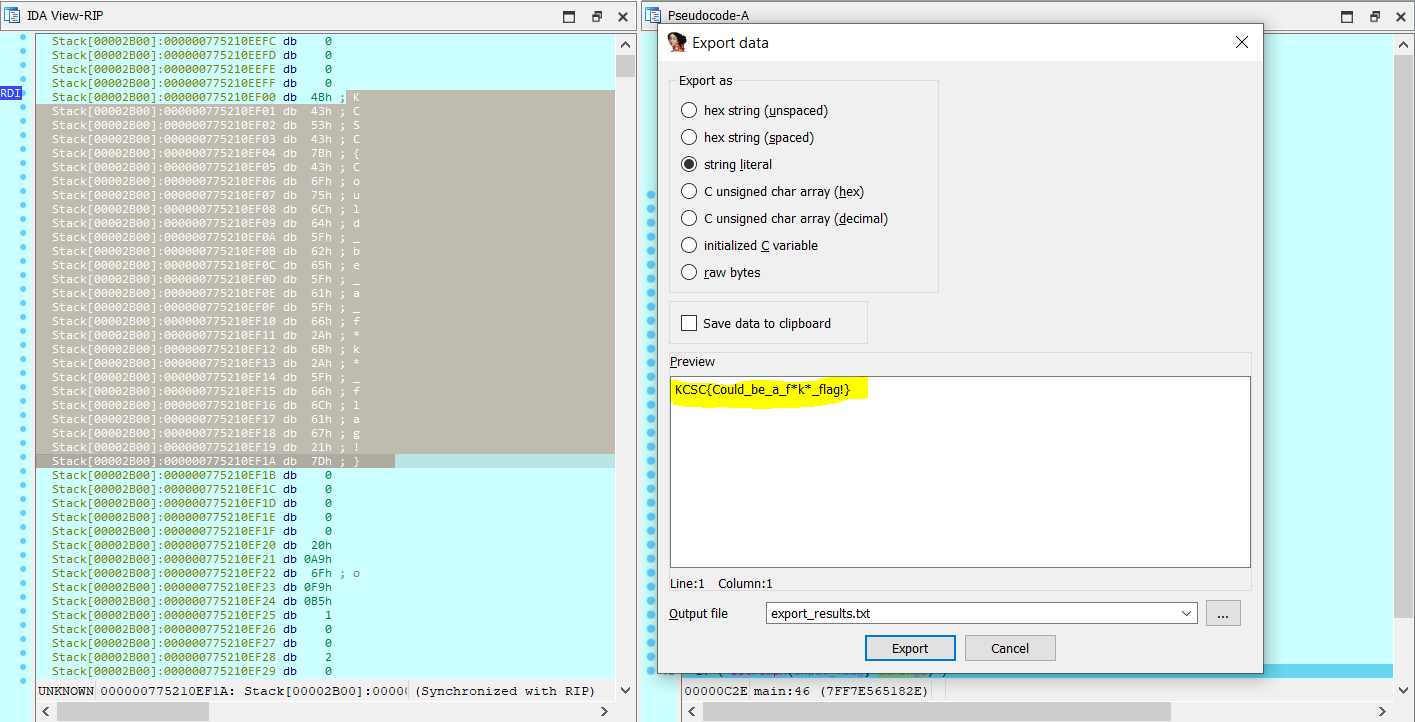 IDA View-RIP
Stack[00002B00]:000000775210EEFC db 0
Stack[00002B00]:000000775210EEFD db 0
Stack[00002B00]:000000775210EEFE db 0
Stack[00002B00]:000000775210EEFF db 0
RDI
Stack[00002B00]:000000775210EF00 db 4Bh ; K
Stack[00002B00]:000000775210EF01 db 43h ; C
Stack[00002B00]:000000775210EF02 db 53h ; S
Stack[00002B00]:000000775210EF03 db 43h ; C
Stack[00002B00]:000000775210EF04 db 7Bh ; {
Stack[00002B00]:000000775210EF05 db 43h ; C
Stack[00002B00]:000000775210EF06 db 6Fh ; o
Stack[00002B00]:000000775210EF07 db 75h ; u
Stack[00002B00]:000000775210EF08 db 6Ch ; l
Stack[00002B00]:000000775210EF09 db 64h ; d
Stack[00002B00]:000000775210EF0A db 5Fh ; _
Stack[00002B00]:000000775210EF0B db 62h ; b
Stack[00002B00]:000000775210EF0C db 65h ; e
Stack[00002B00]:000000775210EF0D db 5Fh ; _
Stack[00002B00]:000000775210EF0E db 61h ; a
Stack[00002B00]:000000775210EF0F db 5Fh ; _
Stack[00002B00]:000000775210EF10 db 66h ; f
Stack[00002B00]:000000775210EF11 db 2Ah ; *
Stack[00002B00]:000000775210EF12 db 6Bh ; k
Stack[00002B00]:000000775210EF13 db 2Ah ; *
Stack[00002B00]:000000775210EF14 db 5Fh ; _
Stack[00002B00]:000000775210EF15 db 66h ; f
Stack[00002B00]:000000775210EF16 db 6Ch ; l
Stack[00002B00]:000000775210EF17 db 61h ; a
Stack[00002B00]:000000775210EF18 db 67h ; g
Stack[00002B00]:000000775210EF19 db 21h ; !
Stack[00002B00]:000000775210EF1A db 7Dh ; }
Stack[00002B00]:000000775210EF1B db 0
Stack[00002B00]:000000775210EF1C db 0
Stack[00002B00]:000000775210EF1D db 0
Stack[00002B00]:000000775210EF1E db 0
Stack[00002B00]:000000775210EF1F db 0
Stack[00002B00]:000000775210EF20 db 20h
Stack[00002B00]:000000775210EF21 db 0A9h
Stack[00002B00]:000000775210EF22 db 6Fh ; o
Stack[00002B00]:000000775210EF23 db 0F9h
Stack[00002B00]:000000775210EF24 db 0B5h
Stack[00002B00]:000000775210EF25 db 1
Stack[00002B00]:000000775210EF26 db 0
Stack[00002B00]:000000775210EF27 db 0
Stack[00002B00]:000000775210EF28 db 2
Stack[00002B00]:000000775210EF29 db 0
UNKNOWN 000000775210EF1A: Stack[00002B00]:00000 (Synchronized with RIP)
Pseudocode-A
Export data
Export as
hex string (unspaced)
hex string (spaced)
string literal
C unsigned char array (hex)
C unsigned char array (decimal)
initialized C variable
raw bytes
Save data to clipboard
Preview
KCSC{Could_be_a_f*k*_flag!}
Line:1 Column:1
Output file
export_results.txt
...
Export
Cancel
00000C2E main:46 (7FF7E565182E)